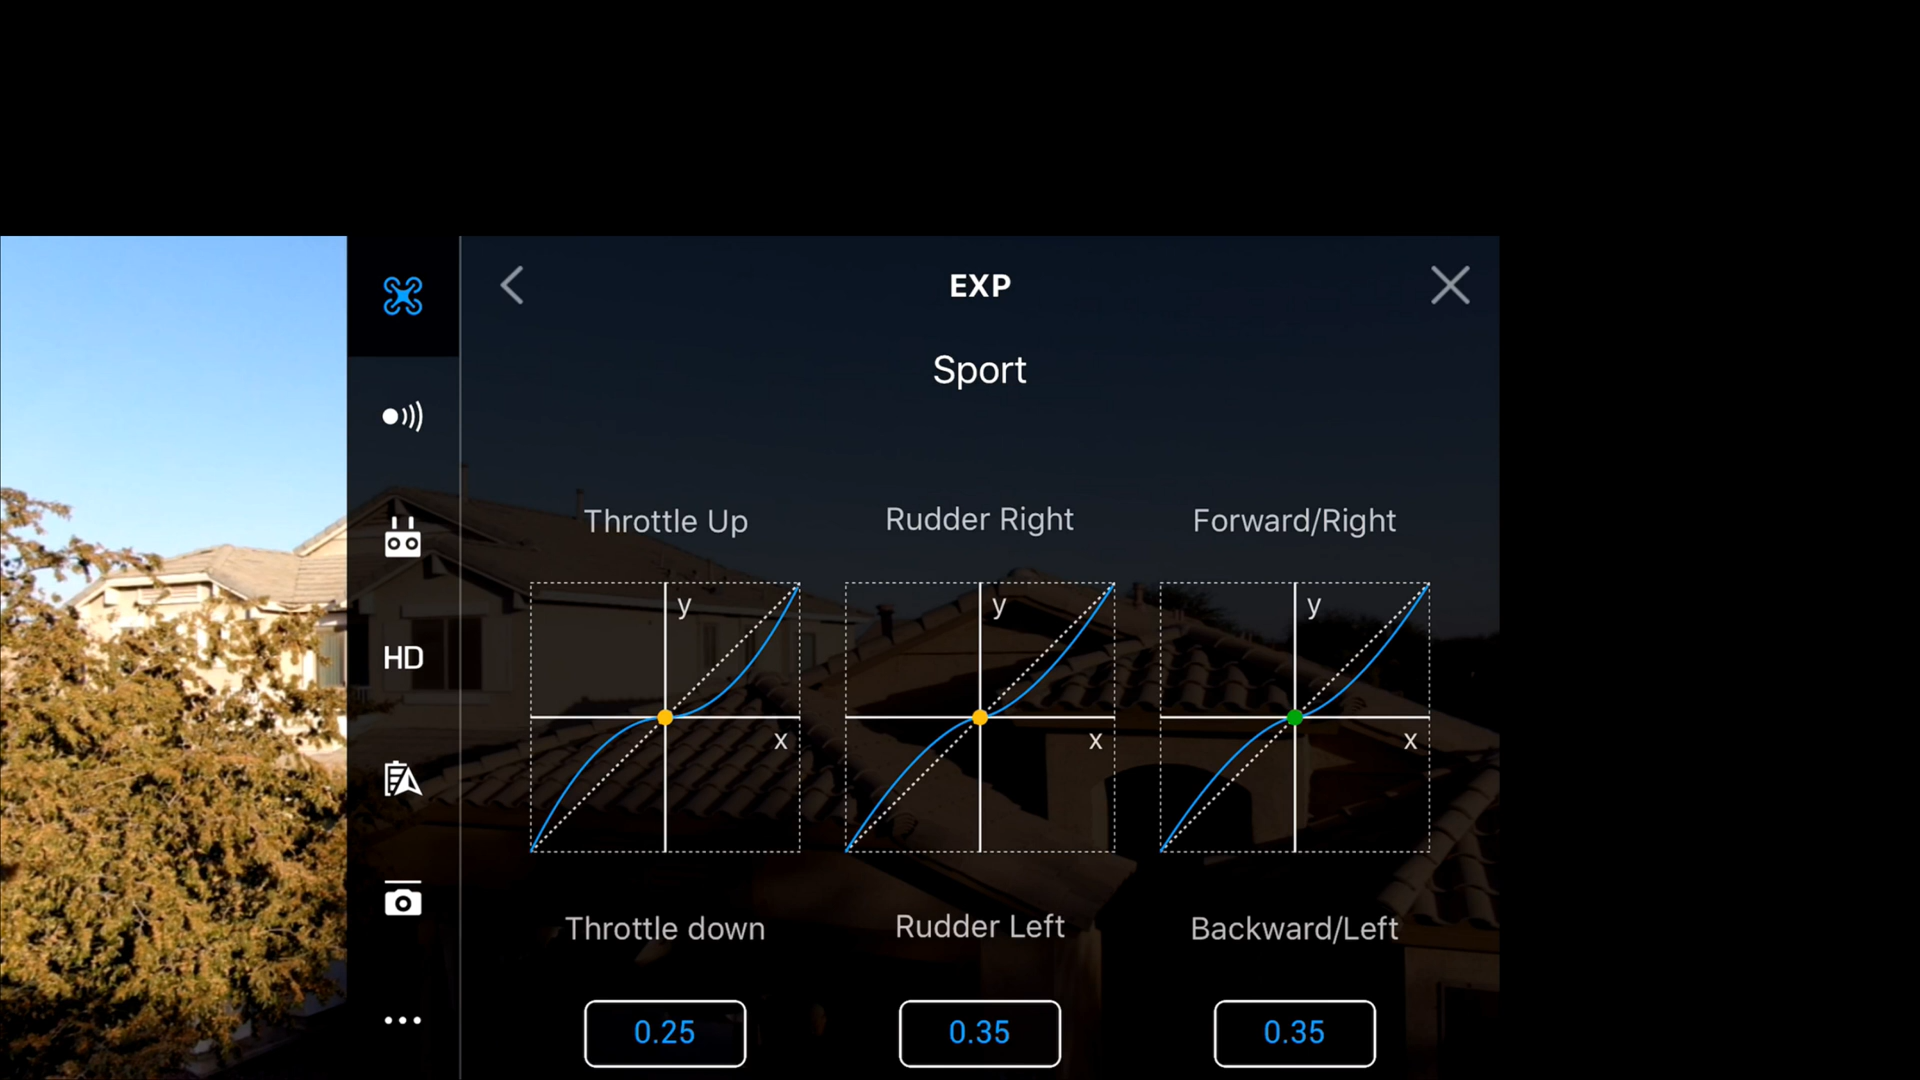 EXP
Sport
Throttle Up
Rudder Right
Forward/Right
y
y
y
x
x
x
HD
Throttle down
Rudder Left
Backward/Left
0.25
0.35
0.35